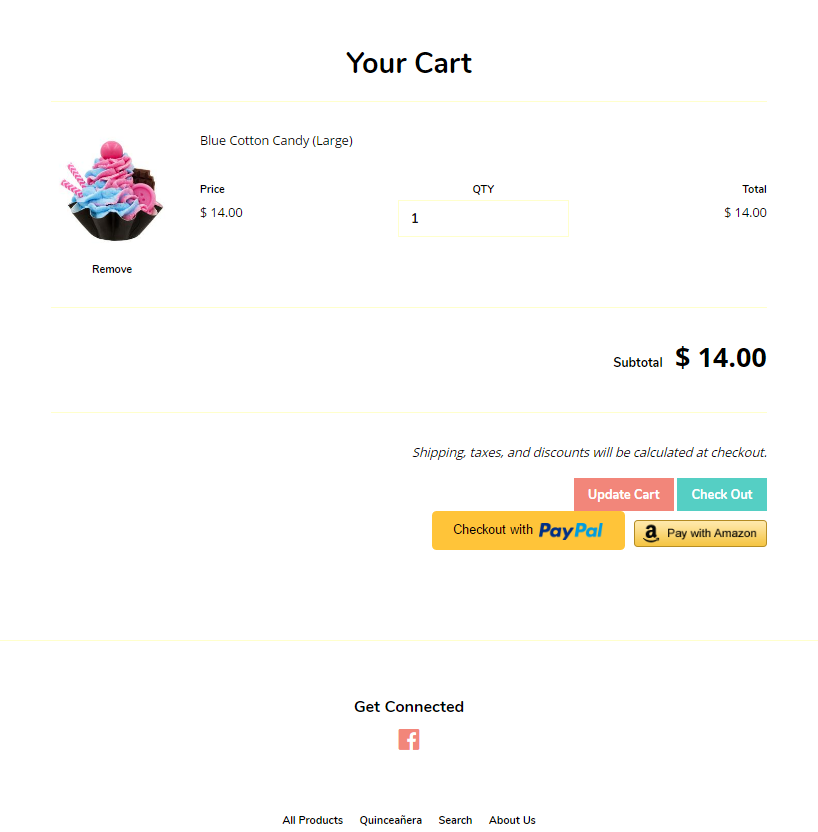 Your Cart
Blue Cotton Candy (Large)
Price QTY Total
$ 14.00 1 $ 14.00
Remove
Subtotal $ 14.00
Shipping, taxes, and discounts will be calculated at checkout.
Update Cart Check Out
Checkout with PayPal Pay with Amazon
Get Connected
All Products Quinceañera Search About Us